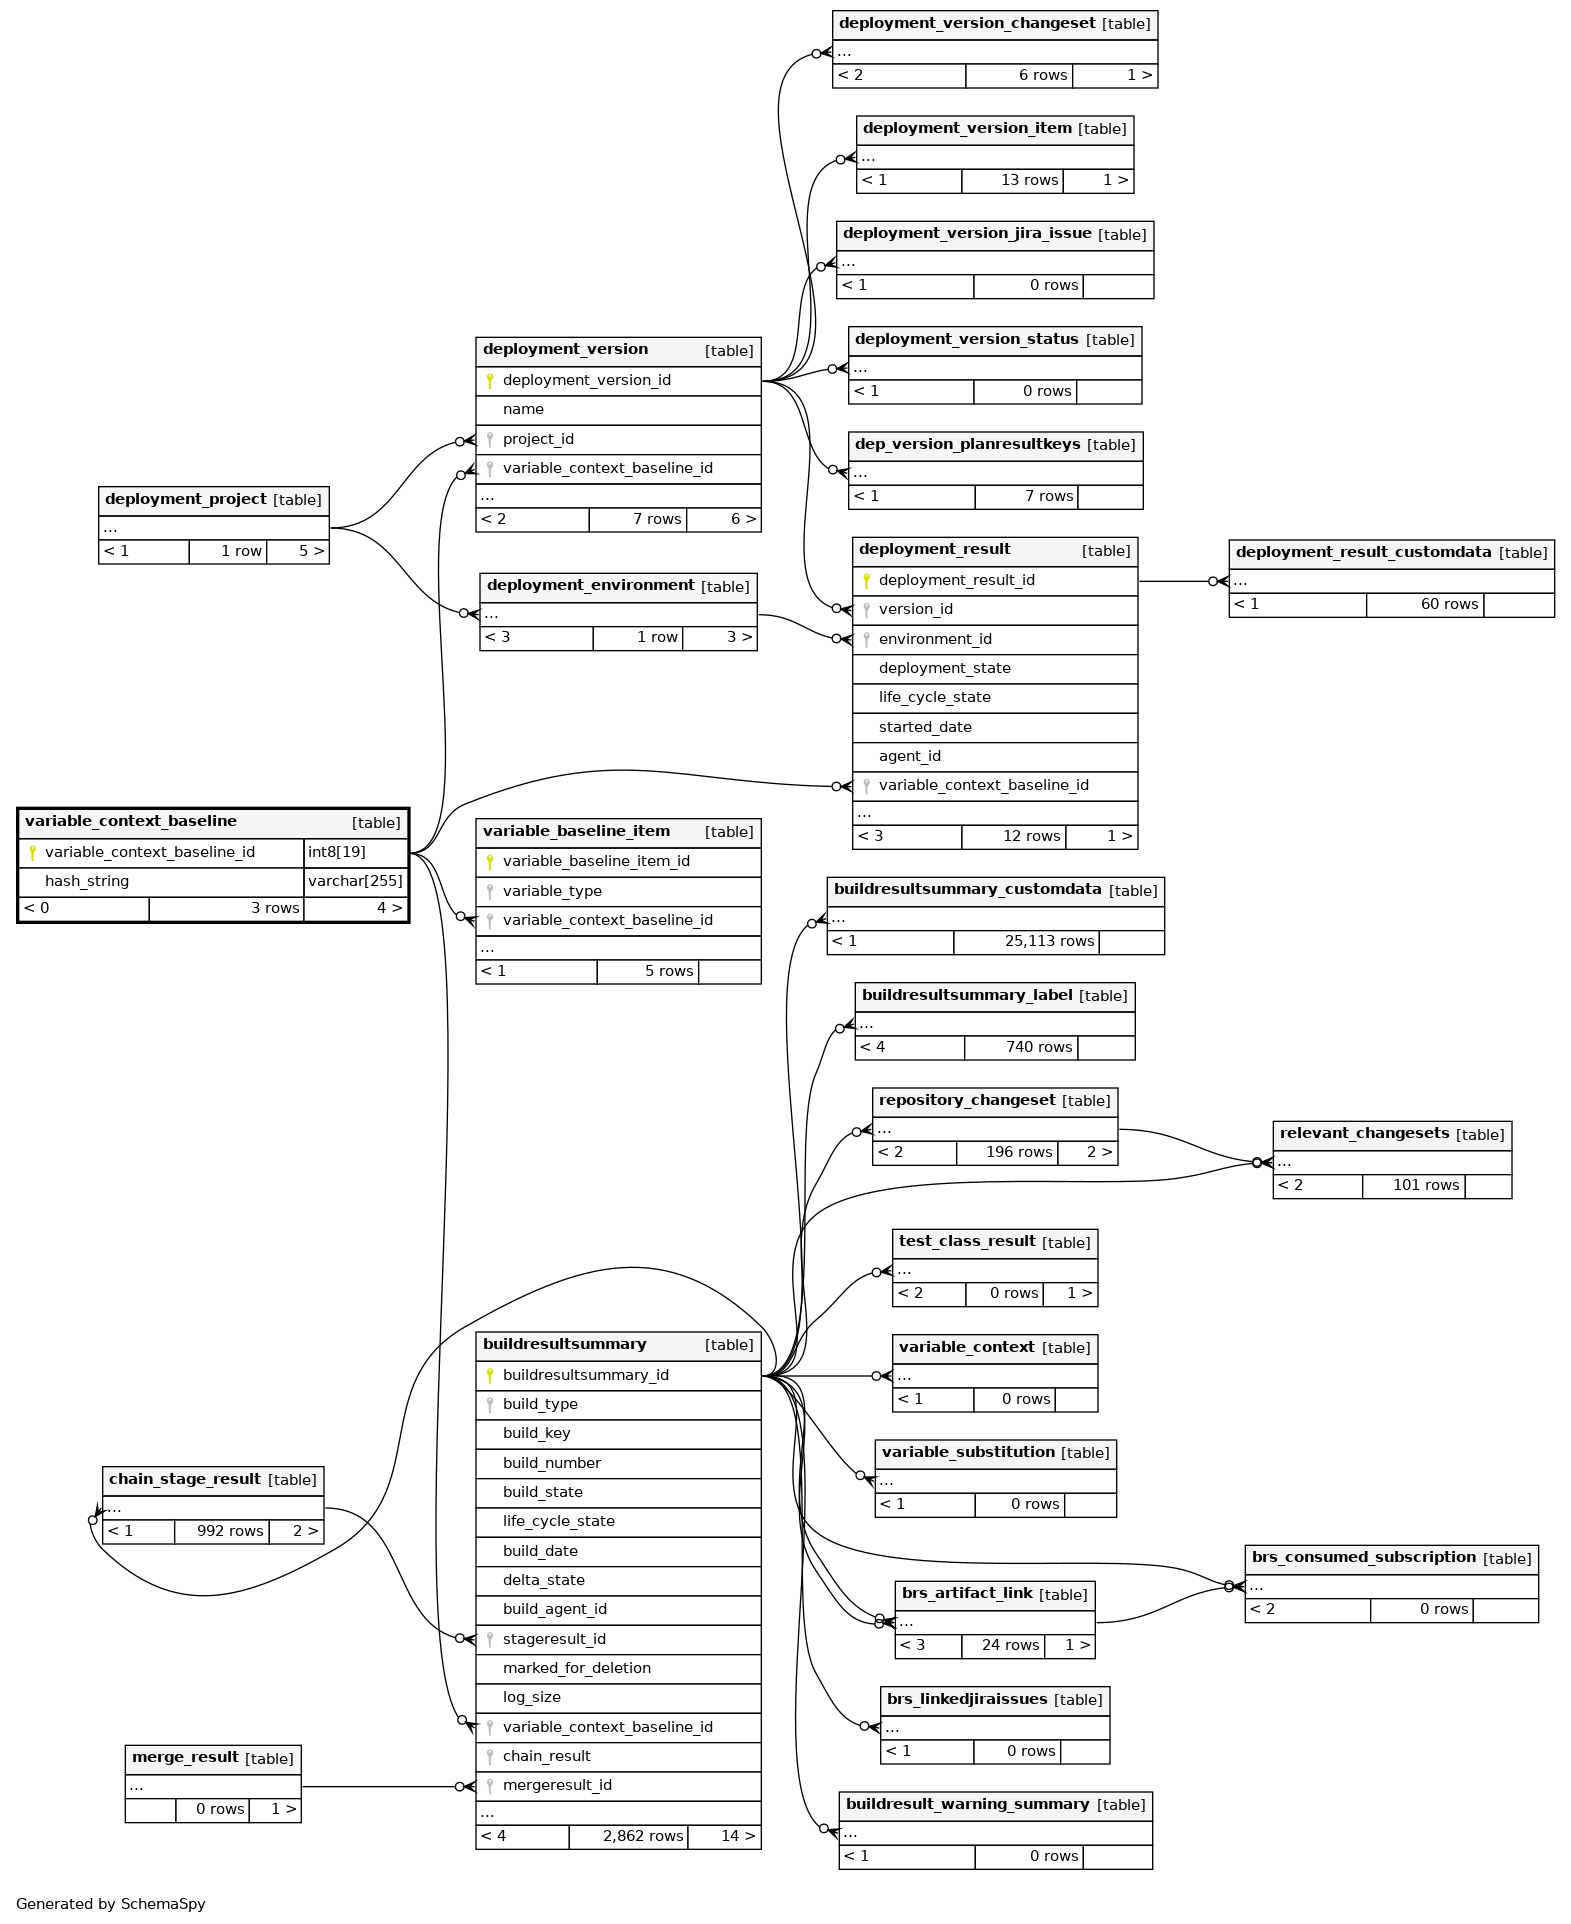 deployment_version_changeset [table]
...
< 2 6 rows 1 >
deployment_version_item [table]
...
< 1 13 rows 1 >
deployment_version_jira_issue [table]
...
< 1 0 rows
deployment_version_status [table]
...
< 1 0 rows
dep_version_planresultkeys [table]
...
< 1 7 rows
deployment_version [table]
deployment_version_id
name
project_id
variable_context_baseline_id
...
< 2 7 rows 6 >
deployment_project [table]
...
< 1 1 row 5 >
deployment_environment [table]
...
< 3 1 row 3 >
deployment_result [table]
deployment_result_id
version_id
environment_id
deployment_state
life_cycle_state
started_date
agent_id
variable_context_baseline_id
...
< 3 12 rows 1 >
deployment_result_customdata [table]
...
< 1 60 rows
variable_context_baseline [table]
variable_context_baseline_id int8[19]
hash_string varchar[255]
< 0 3 rows 4 >
variable_baseline_item [table]
variable_baseline_item_id
variable_type
variable_context_baseline_id
...
< 1 5 rows
buildresultsummary_customdata [table]
...
< 1 25,113 rows
buildresultsummary_label [table]
...
< 4 740 rows
repository_changeset [table]
...
< 2 196 rows 2 >
relevant_changesets [table]
...
< 2 101 rows
test_class_result [table]
...
< 2 0 rows 1 >
variable_context [table]
...
< 1 0 rows
variable_substitution [table]
...
< 1 0 rows
buildresultsummary [table]
buildresultsummary_id
build_type
build_key
build_number
build_state
life_cycle_state
build_date
delta_state
build_agent_id
stageresult_id
marked_for_deletion
log_size
variable_context_baseline_id
chain_result
mergeresult_id
...
< 4 2,862 rows 14 >
chain_stage_result [table]
...
< 1 992 rows 2 >
merge_result [table]
...
0 rows 1 >
brs_consumed_subscription [table]
...
< 2 0 rows
brs_artifact_link [table]
...
< 3 24 rows 1 >
brs_linkedjiraissues [table]
...
< 1 0 rows
buildresult_warning_summary [table]
...
< 1 0 rows
Generated by SchemaSpy